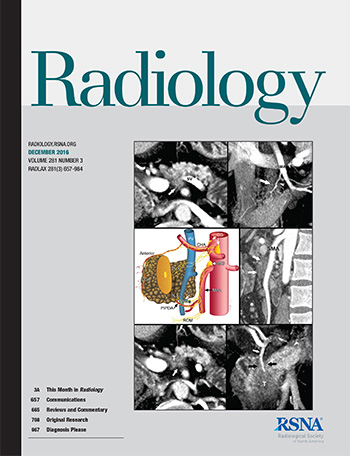 Radiology
RADIOLOGY.RSNA.ORG
DECEMBER 2016
VOLUME 281 NUMBER 3
RADLAX 281(3) 657–984
Anterior
CHA
PV
PSPDA
RCM
SMA
3A This Month in Radiology
657 Communications
665 Reviews and Commentary
708 Original Research
967 Diagnosis Please
RSNA®
Radiological Society
of North America